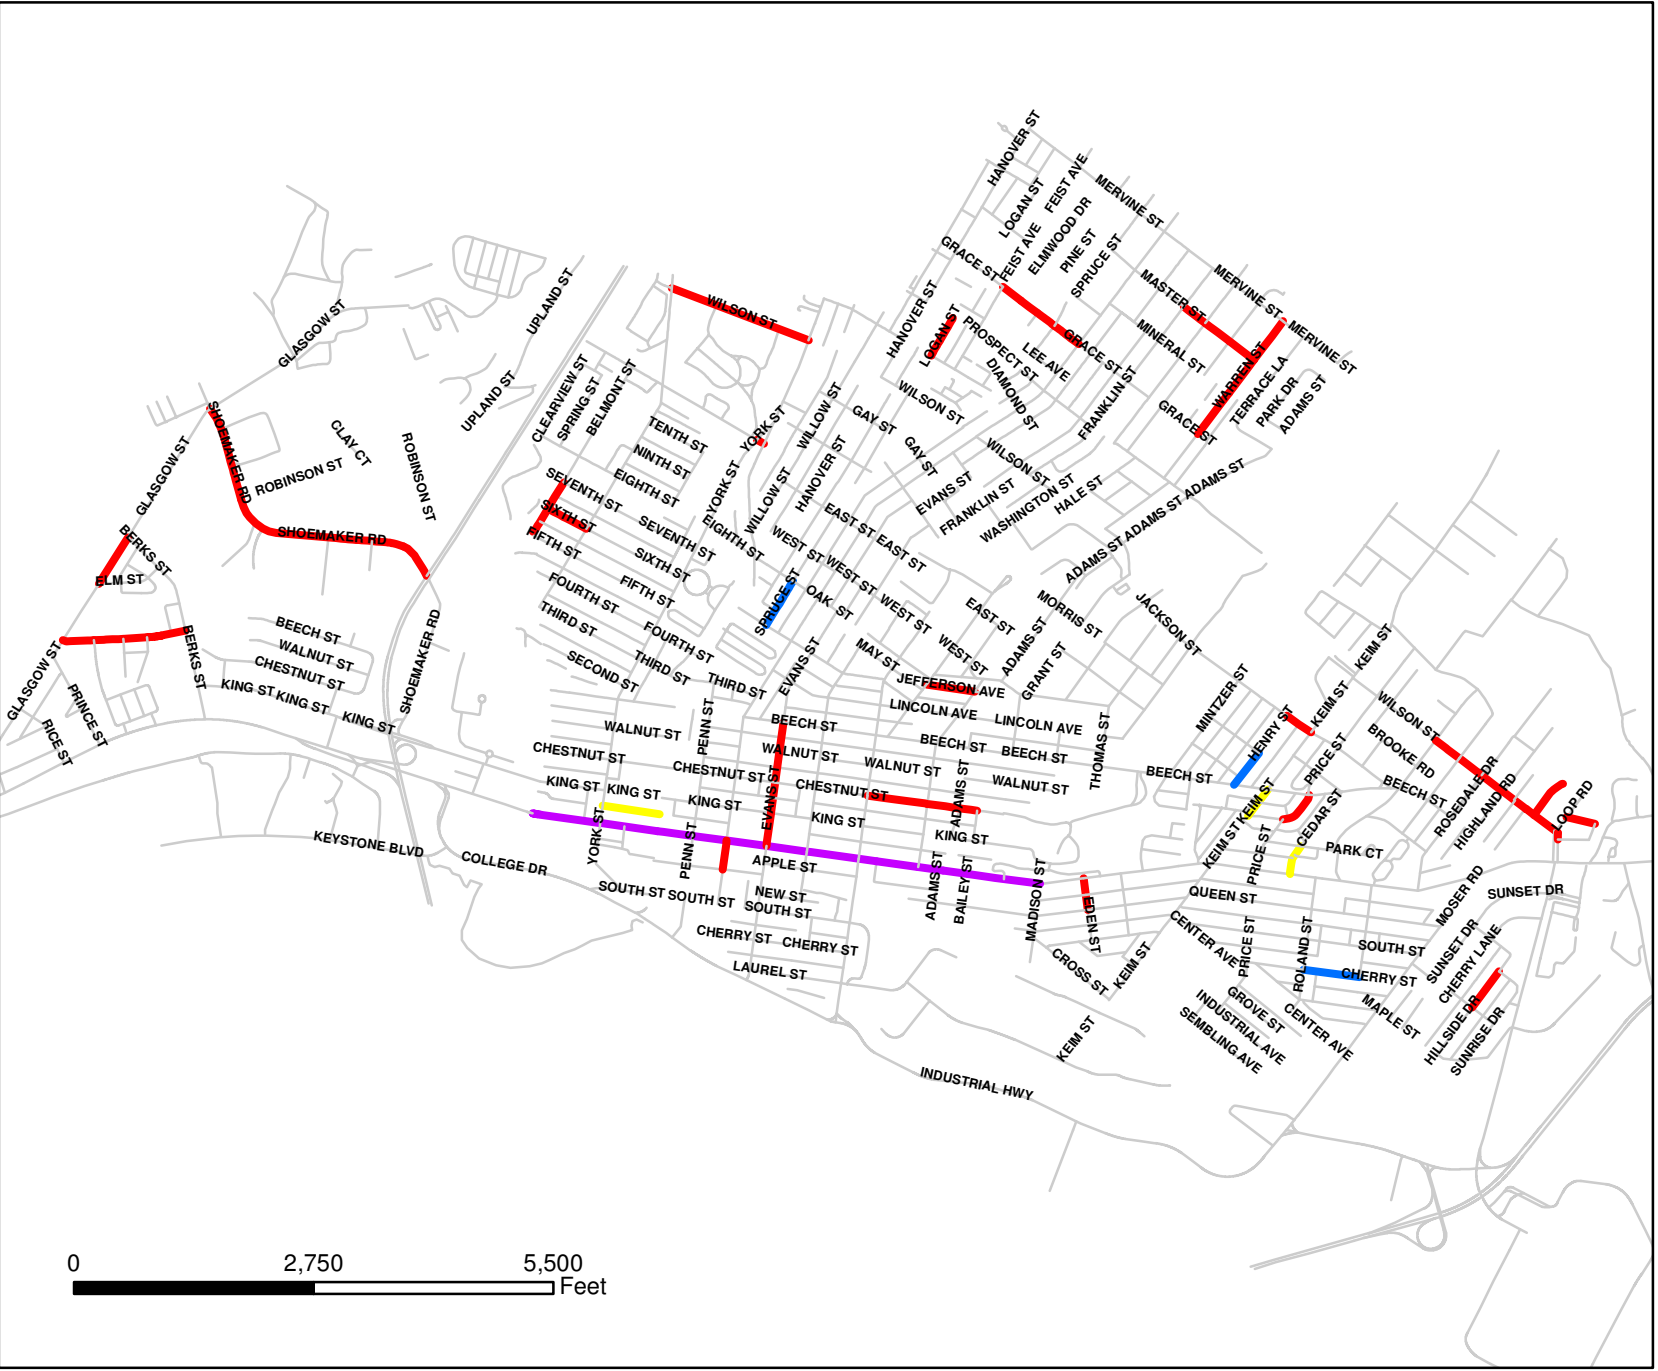 HANOVER ST
FEIST AVE
LOGAN ST
MERVINE ST
ELMWOOD DR
FEIST AVE
PINE ST
SPRUCE ST
GRACE ST
MASTER ST
MERVINE ST
MERVINE ST
UPLAND ST
GLASGOW ST
WILSON ST
HANOVER ST
LOGAN ST
PROSPECT ST
LEE AVE
GRACE ST
MINERAL ST
WARREN ST
TERRACE LA
PARK DR
ADAMS ST
DIAMOND ST
FRANKLIN ST
GRACE ST
UPLAND ST
CLEARVIEW ST
SPRING ST
BELMONT ST
WILLOW ST
WILSON ST
GAY ST
YORK ST
TENTH ST
NINTH ST
EIGHTH ST
SHOEMAKER RD
CLAY CT
ROBINSON ST
ROBINSON ST
GLASGOW ST
HANOVER ST
GAY ST
WILSON ST
EVANS ST
FRANKLIN ST
WASHINGTON ST
HALE ST
ADAMS ST
ADAMS ST
ADAMS ST
SEVENTH ST
SIXTH ST
FIFTH ST
YORK ST
WILLOW ST
SEVENTH ST
EIGHTH ST
WEST ST
EAST ST
EAST ST
SHOEMAKER RD
BERKS ST
ELM ST
SIXTH ST
FIFTH ST
FOURTH ST
THIRD ST
SPRUCE ST
OAK ST
WEST ST
WEST ST
WEST ST
EAST ST
MORRIS ST
JACKSON ST
ADAMS ST
GRANT ST
MAY ST
KEIM ST
BEECH ST
WALNUT ST
CHESTNUT ST
KING ST
KING ST
KING ST
BERKS ST
SHOEMAKER RD
GLASGOW ST
PRINCE ST
RICE ST
SECOND ST
FOURTH ST
THIRD ST
THIRD ST
EVANS ST
JEFFERSON AVE
LINCOLN AVE
LINCOLN AVE
MINTZER ST
HENRY ST
KEIM ST
WILSON ST
BROOKE RD
BEECH ST
PENN ST
WALNUT ST
CHESTNUT ST
KING ST
KING ST
BEECH ST
WALNUT ST
CHESTNUT ST
CHESTNUT ST
EVANS ST
WALNUT ST
BEECH ST
BEECH ST
WALNUT ST
THOMAS ST
BEECH ST
ADAMS ST
KING ST
KING ST
KING ST
KEIM ST
KEIM ST
PRICE ST
PRICE ST
CEDAR ST
PARK CT
ROSEDALE DR
HIGHLAND RD
LOOP RD
YORK ST
PENN ST
APPLE ST
KEYSTONE BLVD
COLLEGE DR
SOUTH ST
SOUTH ST
NEW ST
SOUTH ST
CHERRY ST
CHERRY ST
LAUREL ST
ADAMS ST
BAILEY ST
MADISON ST
EDEN ST
CROSS ST
KEIM ST
QUEEN ST
CENTER AVE
PRICE ST
ROLAND ST
SOUTH ST
CHERRY ST
MAPLE ST
MOSER RD
SUNSET DR
SUNSET DR
CHERRY LANE
HILLSIDE DR
SUNRISE DR
GROVE ST
INDUSTRIAL AVE
SEMBLING AVE
CENTER AVE
KEIM ST
INDUSTRIAL HWY
0 2,750 5,500
Feet